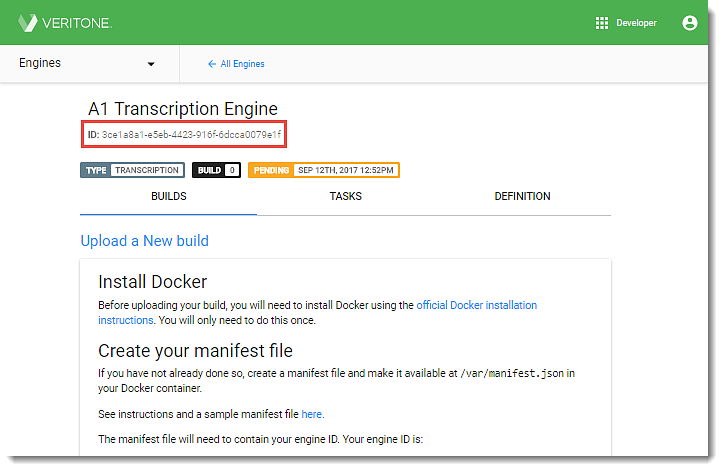 VERITONE
Developer
Engines
← All Engines
A1 Transcription Engine
ID: 3ce1a8a1-e5eb-4423-916f-6dcca0079e1f
TYPE TRANSCRIPTION BUILD 0 PENDING SEP 12TH, 2017 12:52PM
BUILDS TASKS DEFINITION
Upload a New build
Install Docker
Before uploading your build, you will need to install Docker using the official Docker installation
instructions. You will only need to do this once.
Create your manifest file
If you have not already done so, create a manifest file and make it available at /var/manifest.json in
your Docker container.
See instructions and a sample manifest file here.
The manifest file will need to contain your engine ID. Your engine ID is: